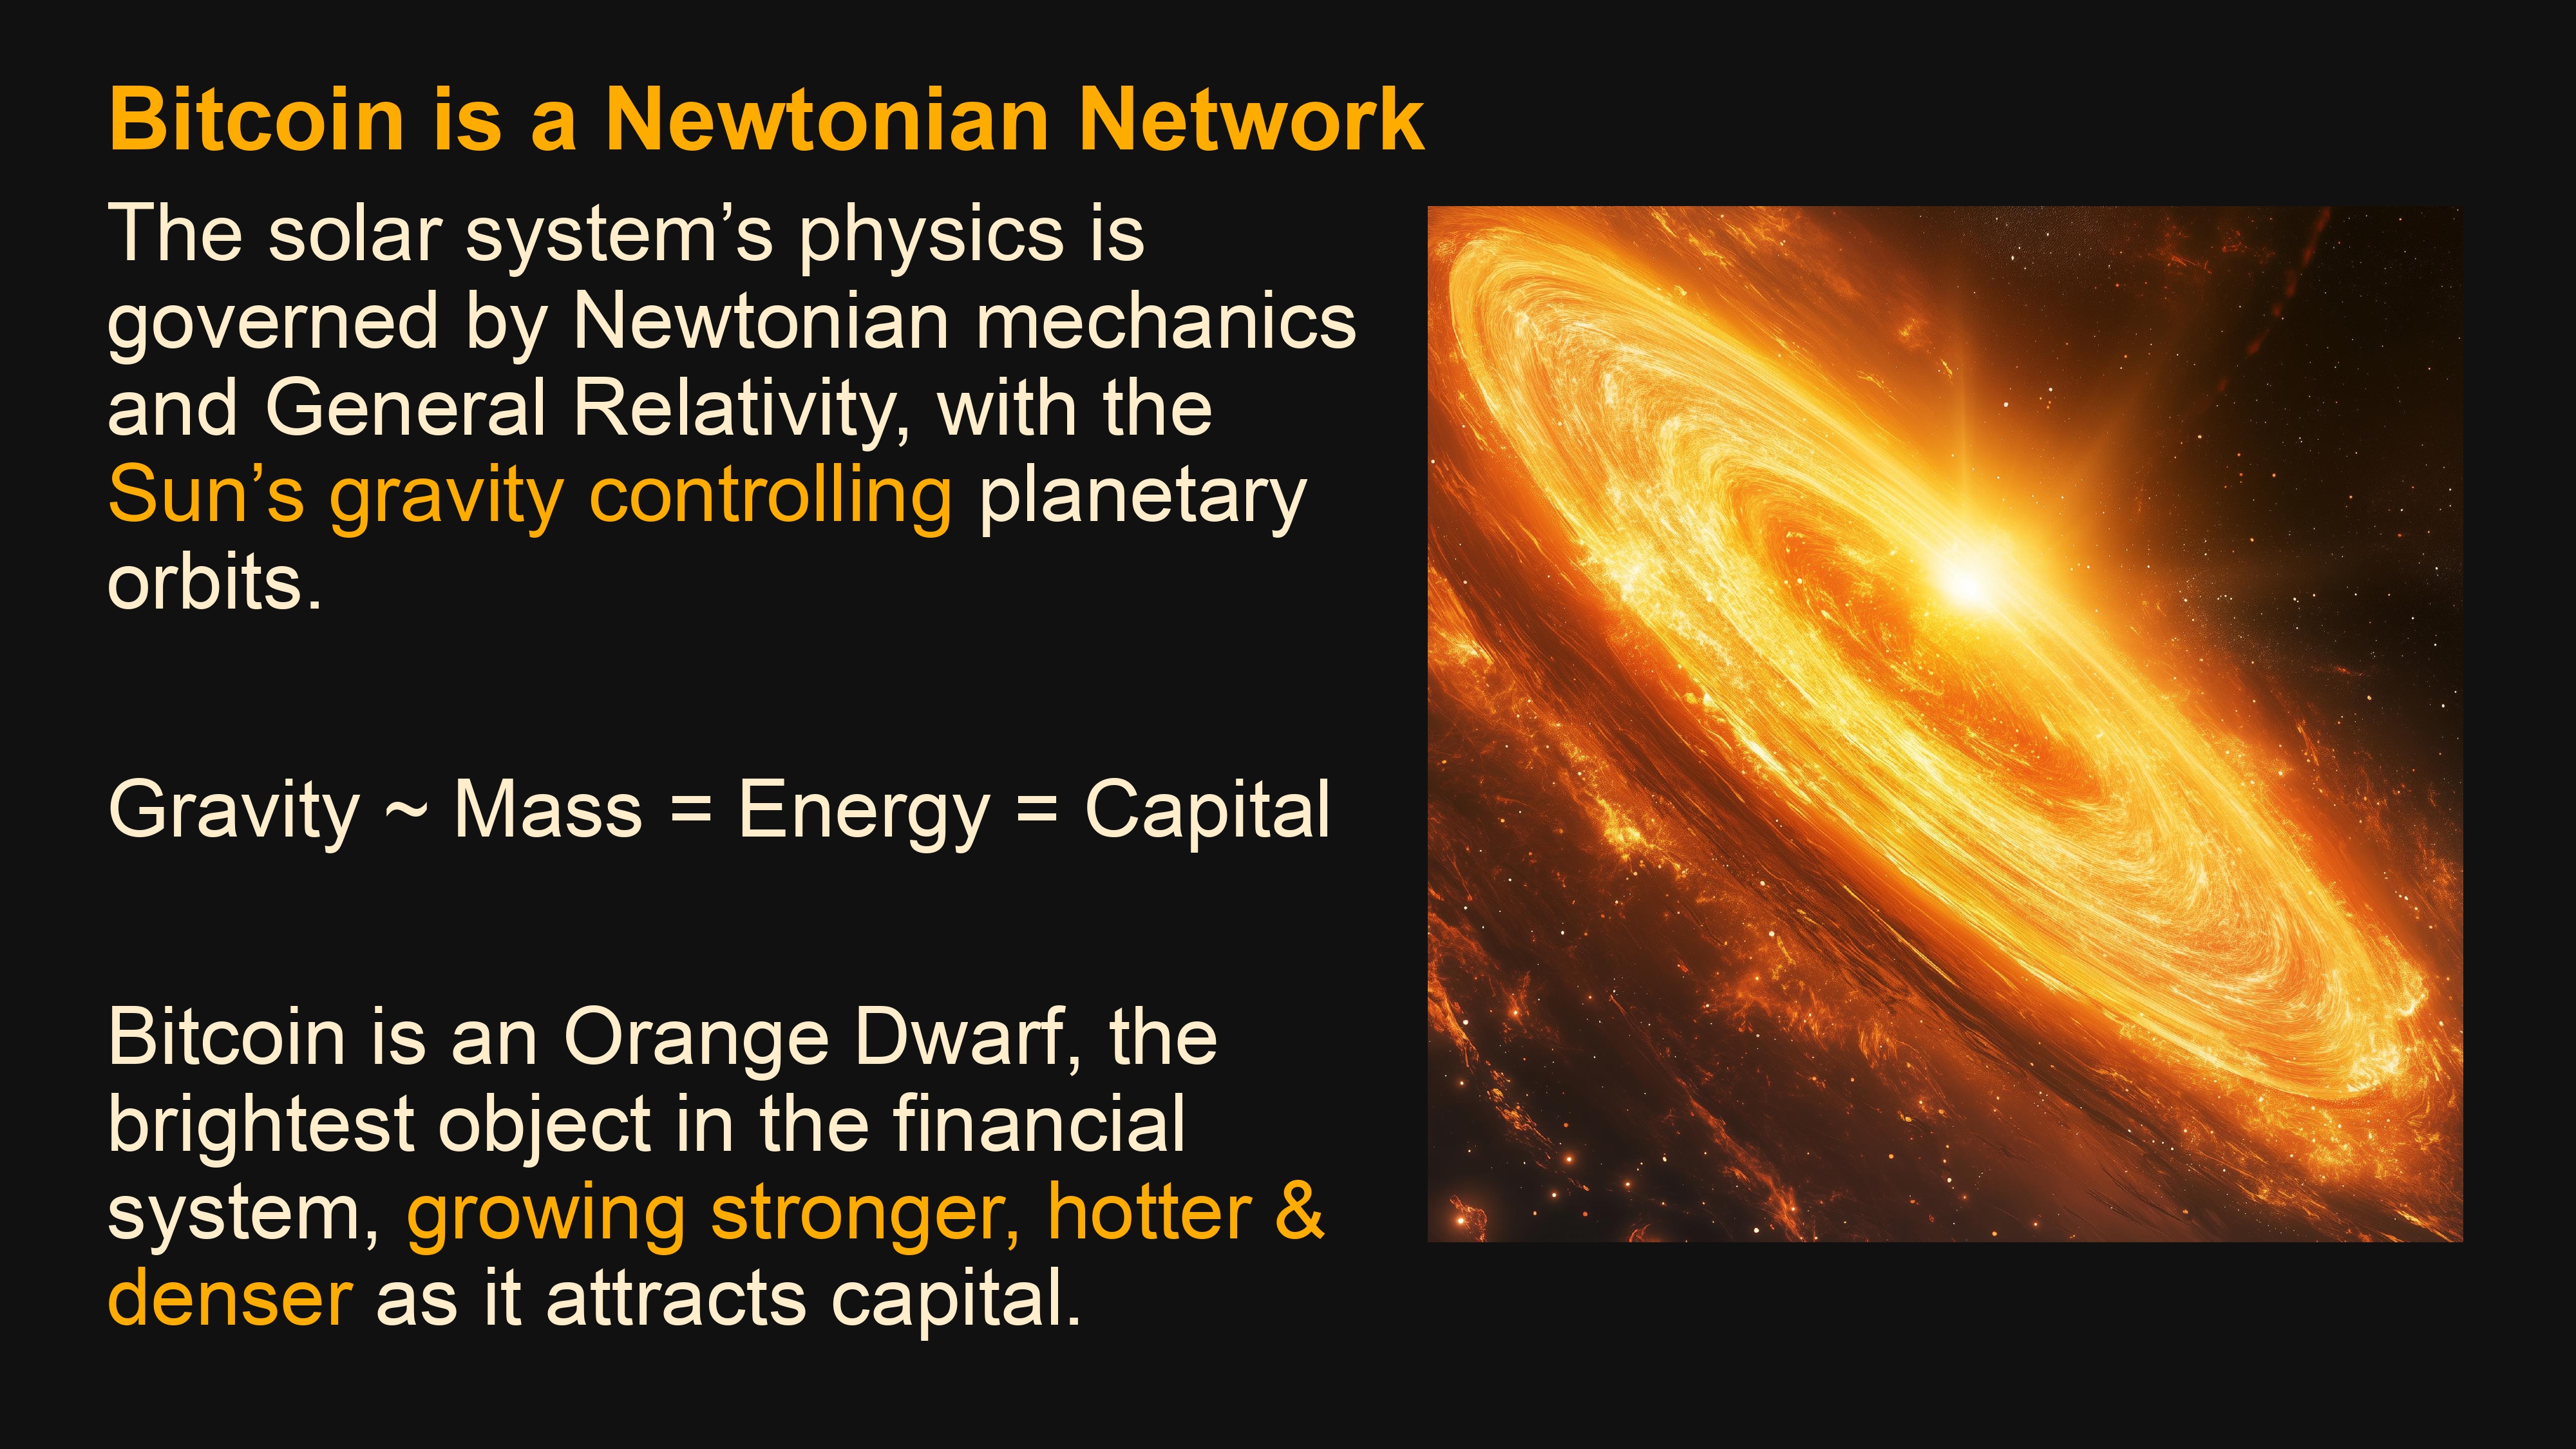 Bitcoin is a Newtonian Network
The solar system’s physics is
governed by Newtonian mechanics
and General Relativity, with the
Sun’s gravity controlling planetary
orbits.
Gravity ~ Mass = Energy = Capital
Bitcoin is an Orange Dwarf, the
brightest object in the financial
system, growing stronger, hotter &
denser as it attracts capital.